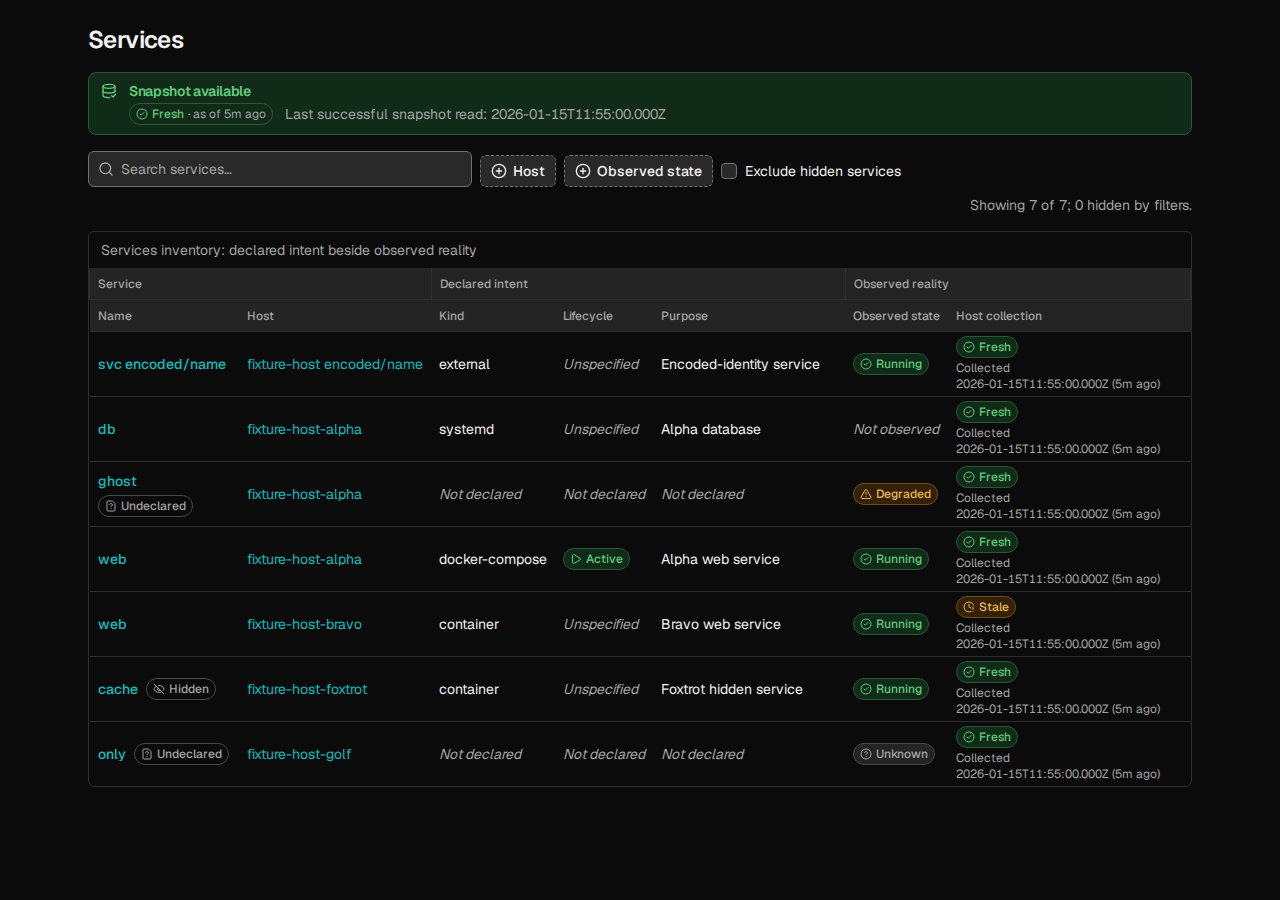 Services
Snapshot available
Fresh · as of 5m ago Last successful snapshot read: 2026-01-15T11:55:00.000Z
Search services… Host Observed state Exclude hidden services
Showing 7 of 7; 0 hidden by filters.
Services inventory: declared intent beside observed reality
Service Declared intent Observed reality
Name Host Kind Lifecycle Purpose Observed state Host collection
svc encoded/name fixture-host encoded/name external Unspecified Encoded-identity service Running Fresh
Collected
2026-01-15T11:55:00.000Z (5m ago)
db fixture-host-alpha systemd Unspecified Alpha database Not observed Fresh
Collected
2026-01-15T11:55:00.000Z (5m ago)
ghost
Undeclared fixture-host-alpha Not declared Not declared Not declared Degraded Fresh
Collected
2026-01-15T11:55:00.000Z (5m ago)
web fixture-host-alpha docker-compose Active Alpha web service Running Fresh
Collected
2026-01-15T11:55:00.000Z (5m ago)
web fixture-host-bravo container Unspecified Bravo web service Running Stale
Collected
2026-01-15T11:55:00.000Z (5m ago)
cache Hidden fixture-host-foxtrot container Unspecified Foxtrot hidden service Running Fresh
Collected
2026-01-15T11:55:00.000Z (5m ago)
only Undeclared fixture-host-golf Not declared Not declared Not declared Unknown Fresh
Collected
2026-01-15T11:55:00.000Z (5m ago)